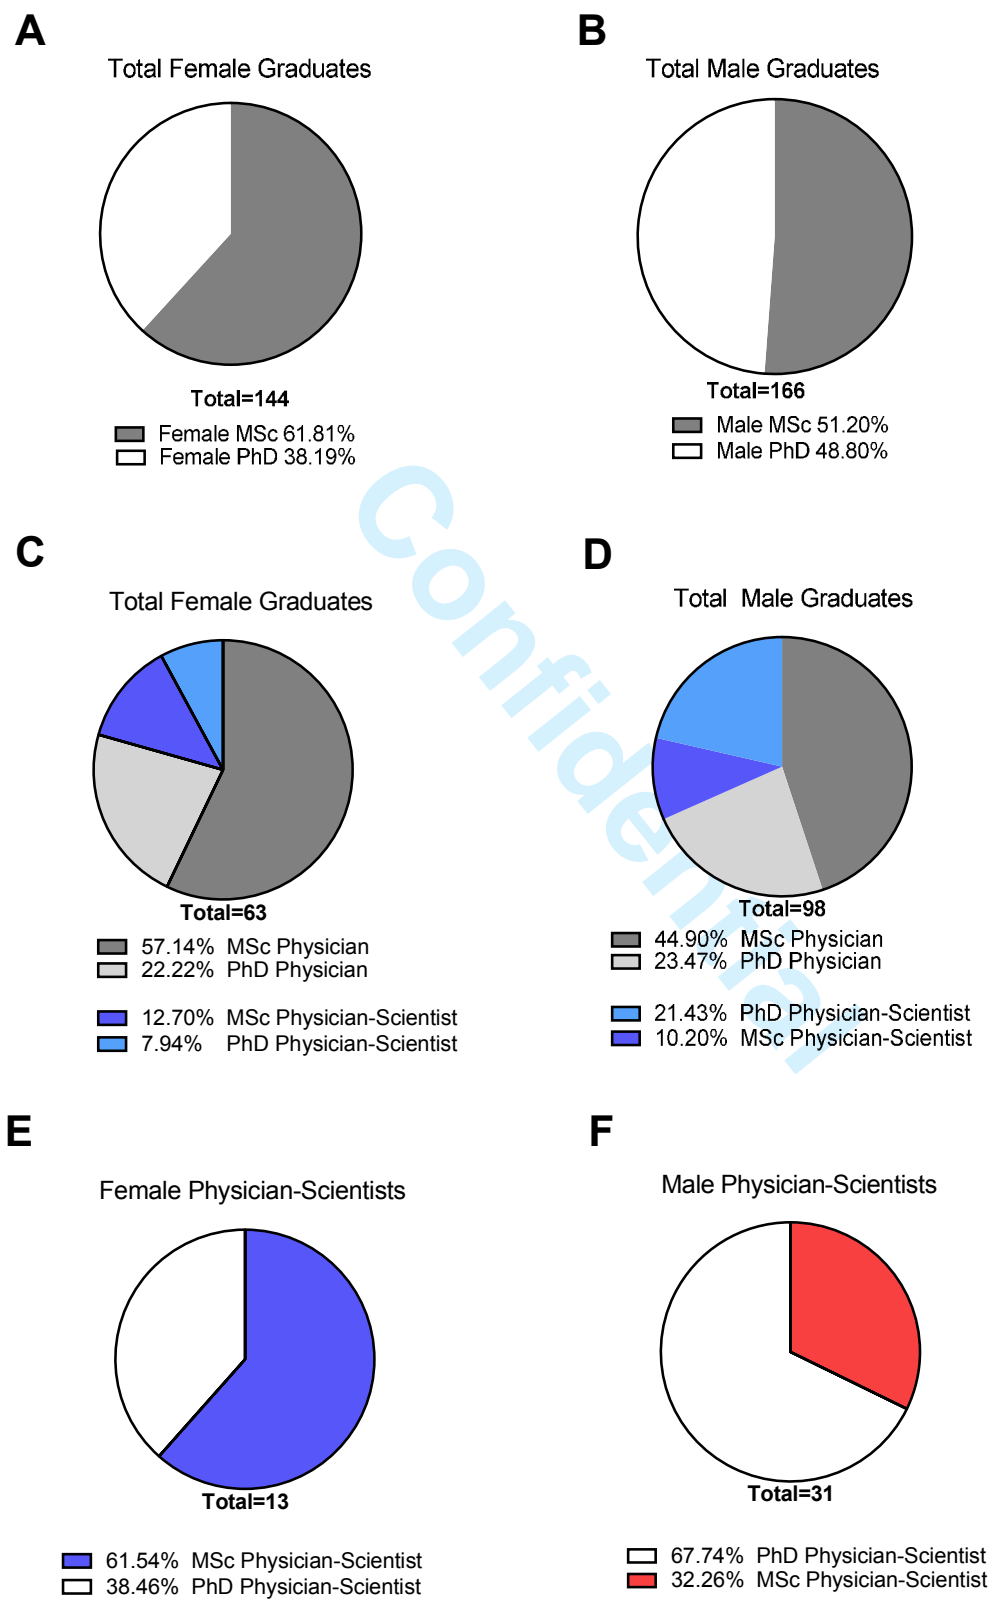 A
Total Female Graduates
Total=144
Female MSc 61.81%
Female PhD 38.19%
B
Total Male Graduates
Total=166
Male MSc 51.20%
Male PhD 48.80%
C
Total Female Graduates
Total=63
57.14% MSc Physician
22.22% PhD Physician
12.70% MSc Physician-Scientist
7.94% PhD Physician-Scientist
D
Total Male Graduates
Total=98
44.90% MSc Physician
23.47% PhD Physician
21.43% PhD Physician-Scientist
10.20% MSc Physician-Scientist
E
Female Physician-Scientists
Total=13
61.54% MSc Physician-Scientist
38.46% PhD Physician-Scientist
F
Male Physician-Scientists
Total=31
67.74% PhD Physician-Scientist
32.26% MSc Physician-Scientist
Confidential